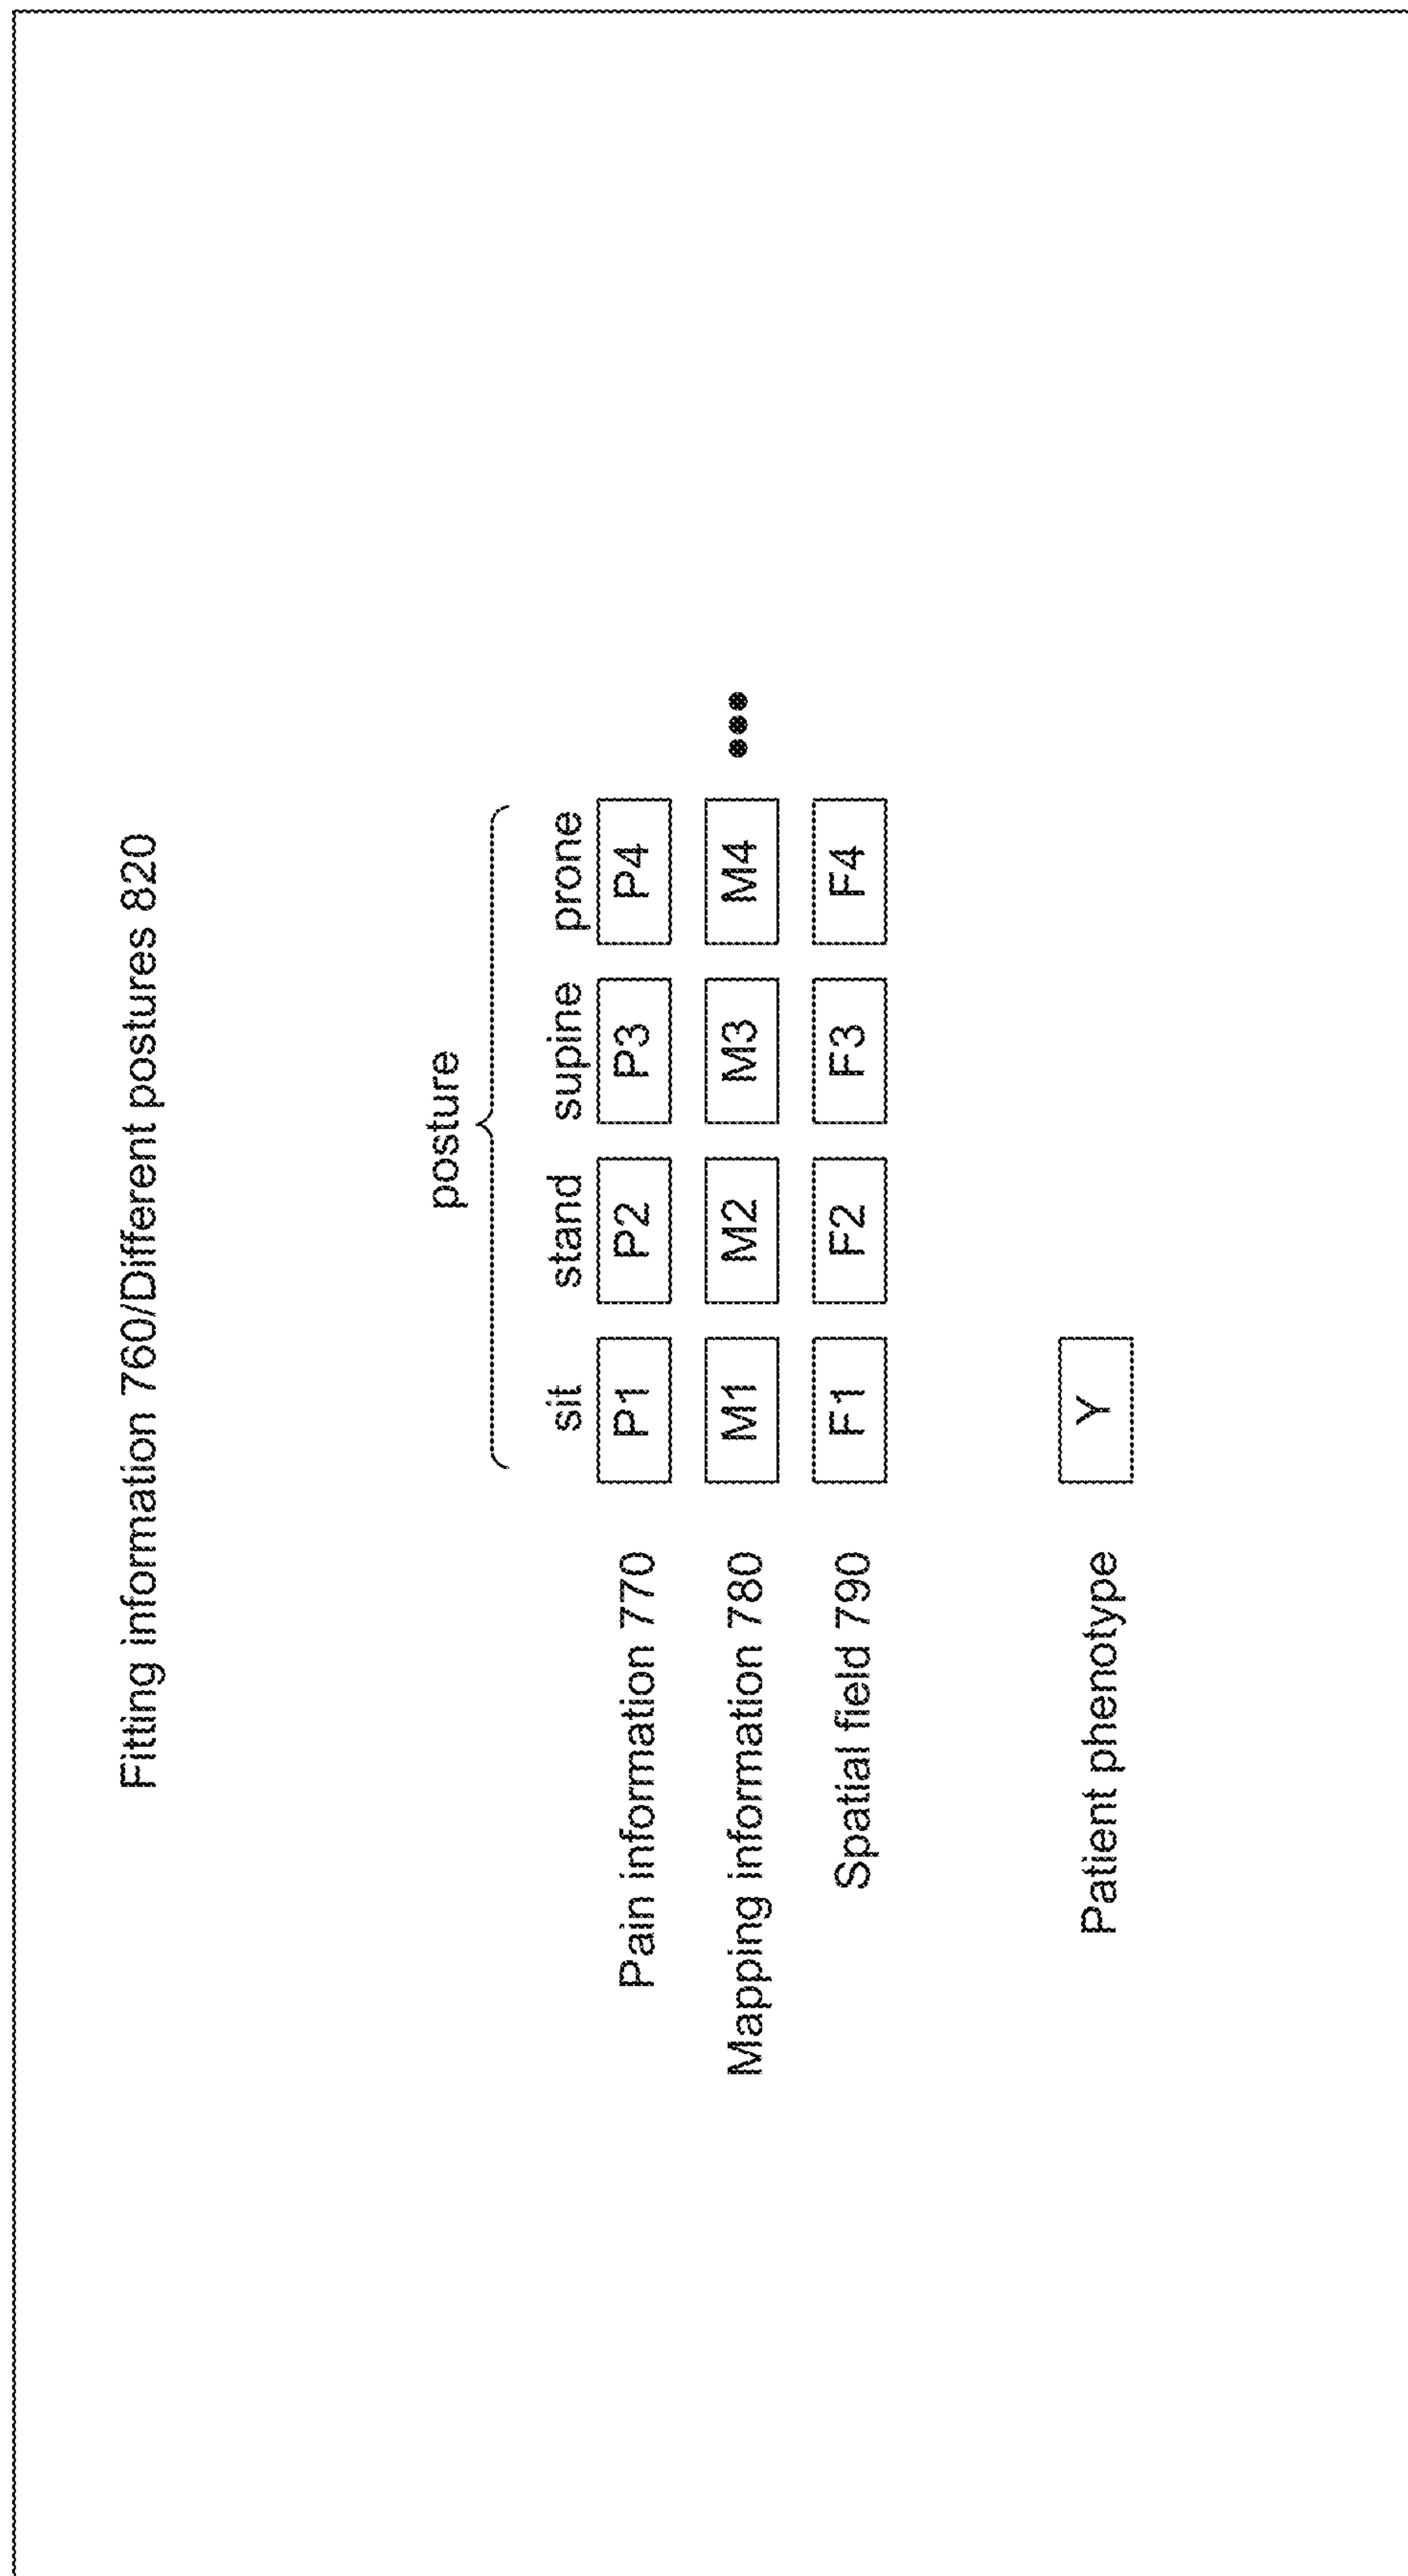 Fitting information 760/Different postures 820
posture
sit stand supine prone
Pain information 770 P1 P2 P3 P4
Mapping information 780 M1 M2 M3 M4 •••
Spatial field 790 F1 F2 F3 F4
Patient phenotype Y